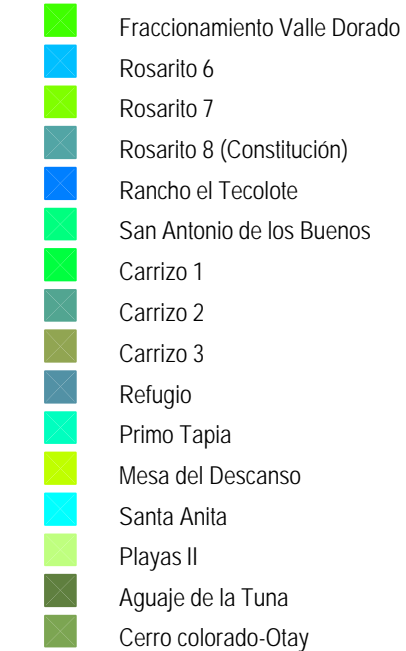 Fraccionamiento Valle Dorado
Rosarito 6
Rosarito 7
Rosarito 8 (Constitución)
Rancho el Tecolote
San Antonio de los Buenos
Carrizo 1
Carrizo 2
Carrizo 3
Refugio
Primo Tapia
Mesa del Descanso
Santa Anita
Playas II
Aguaje de la Tuna
Cerro colorado-Otay